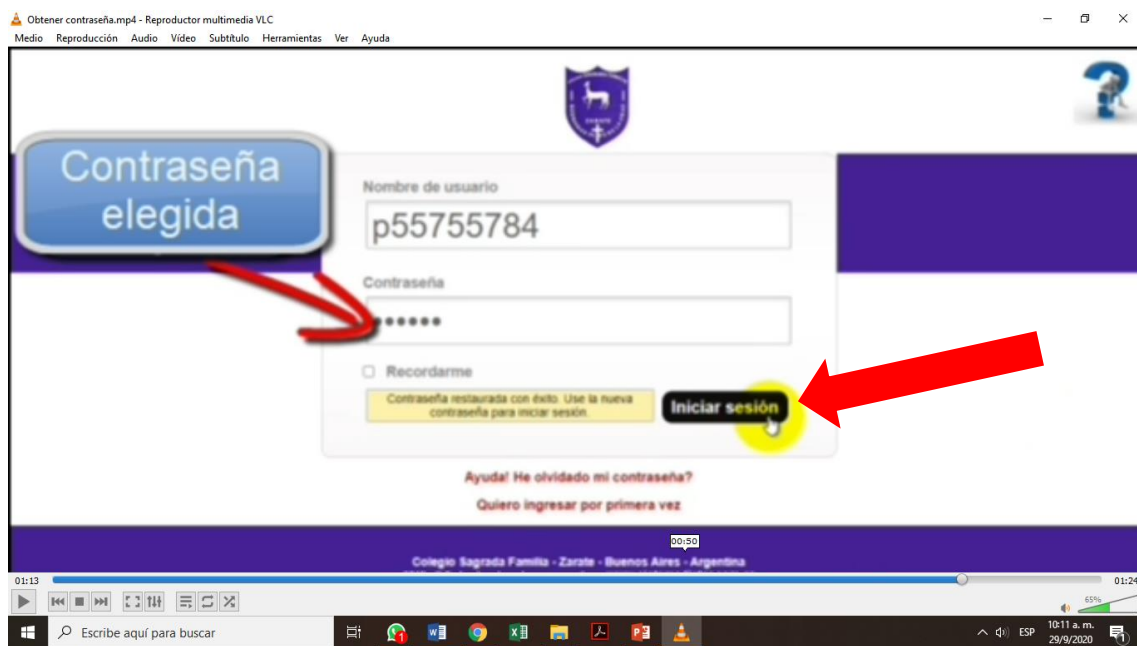 Obtener contraseña.mp4 - Reproductor multimedia VLC
Medio Reproducción Audio Vídeo Subtítulo Herramientas Ver Ayuda
Contraseña
elegida
Nombre de usuario
p55755784
Contraseña
Recordarme
Contraseña restaurada con éxito. Use la nueva
contraseña para iniciar sesión.
Iniciar sesión
Ayuda! He olvidado mi contraseña?
Quiero ingresar por primera vez
00:50
Colegio Sagrada Familia - Zarate - Buenos Aires - Argentina
01:13
01:24
65%
Escribe aquí para buscar
ESP
10:11 a. m.
29/9/2020